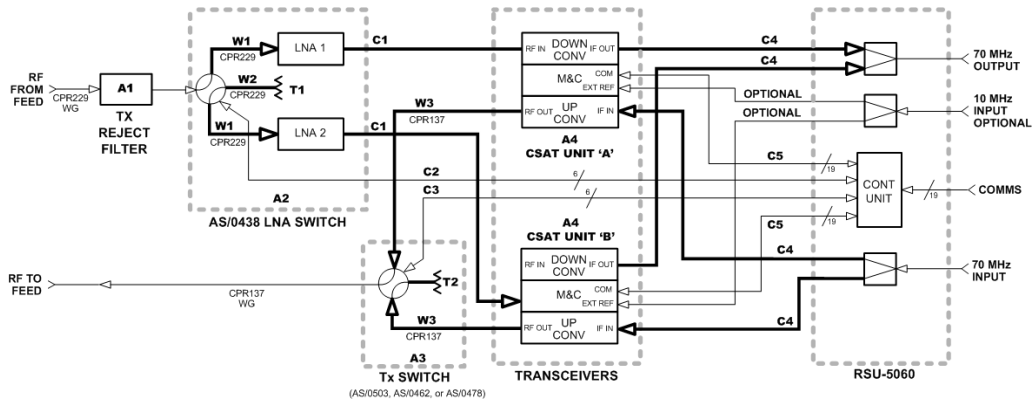 RF
FROM
FEED
CPR229
WG
A1
TX
REJECT
FILTER
W1
CPR229
W2
CPR229
T1
W1
CPR229
LNA 1
LNA 2
C1
C1
A2
AS/0438 LNA SWITCH
RF IN
DOWN
CONV
IF OUT
M&C
COM
EXT REF
RF OUT
UP
CONV
IF IN
A4
CSAT UNIT ‘A’
W3
CPR137
C2
6
C3
6
A4
CSAT UNIT ‘B’
RF IN
DOWN
CONV
IF OUT
M&C
COM
EXT REF
RF OUT
UP
CONV
IF IN
TRANSCEIVERS
RF TO
FEED
CPR137
WG
T2
W3
CPR137
A3
Tx SWITCH
(AS/0503, AS/0462, or AS/0478)
C4
C4
OPTIONAL
OPTIONAL
C5
19
C5
19
C4
C4
CONT
UNIT
19
70 MHz
OUTPUT
10 MHz
INPUT
OPTIONAL
COMMS
70 MHz
INPUT
RSU-5060